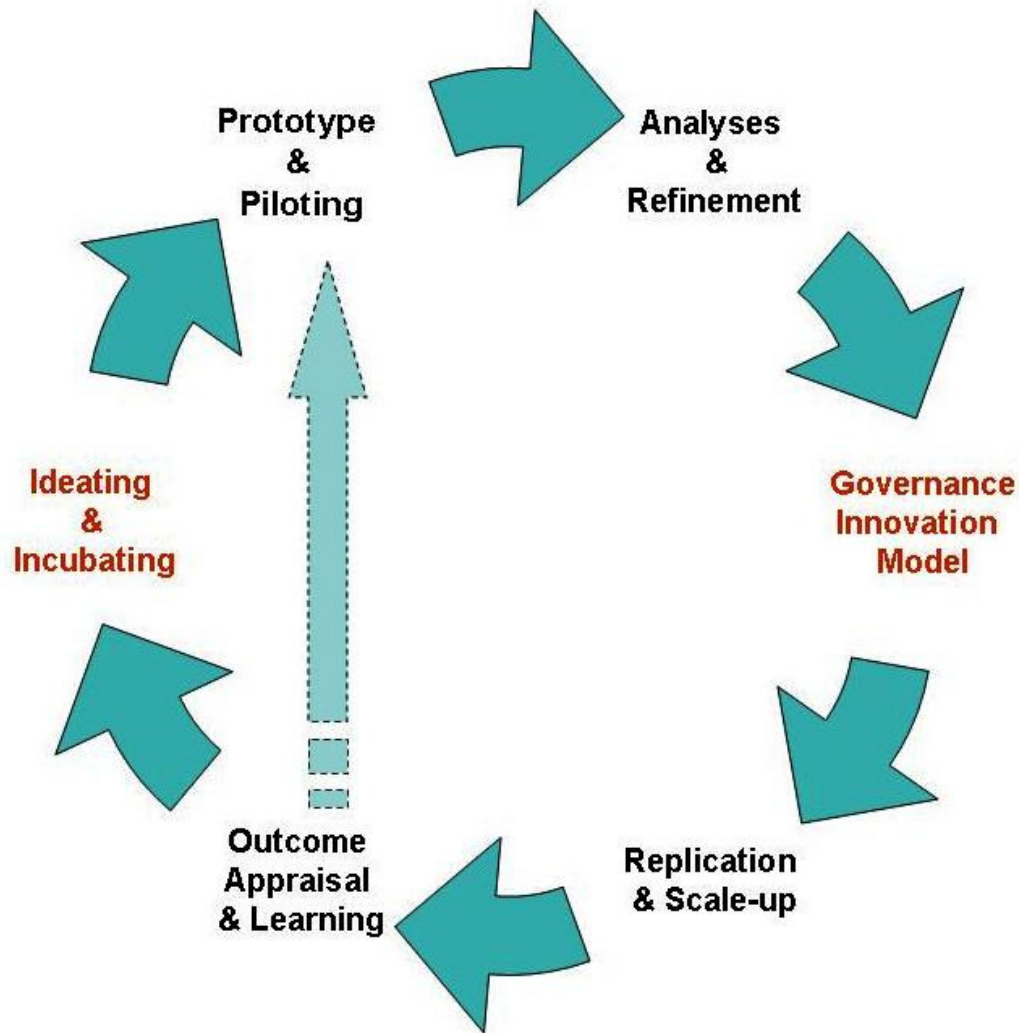 Prototype
&
Piloting
Analyses
&
Refinement
Ideating
&
Incubating
Governance
Innovation
Model
Outcome
Appraisal
& Learning
Replication
& Scale-up